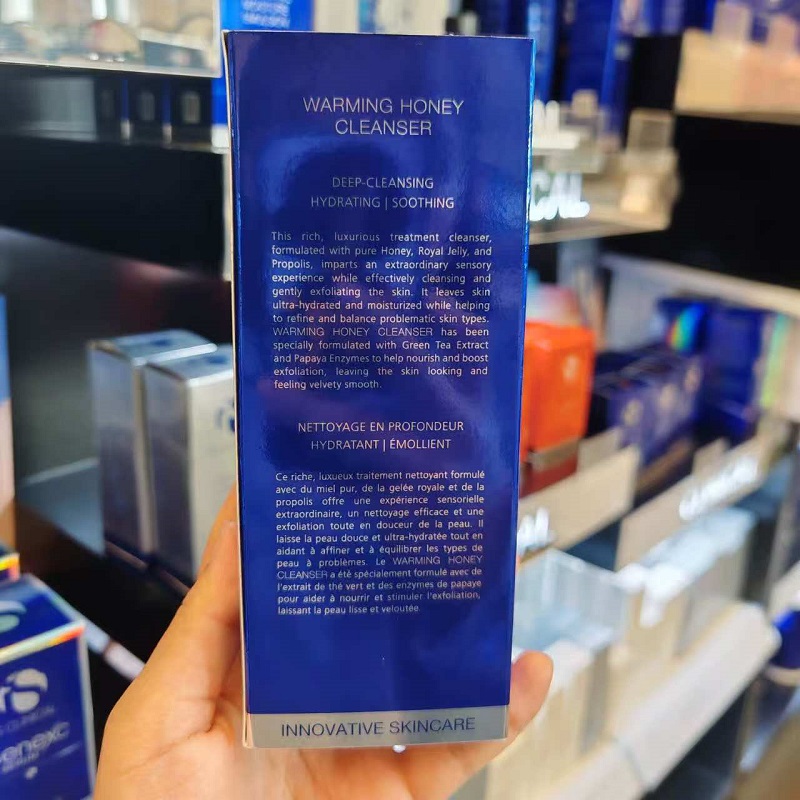 WARMING HONEY
CLEANSER
DEEP-CLEANSING
HYDRATING | SOOTHING
This rich, luxurious treatment cleanser,
formulated with pure Honey, Royal Jelly, and
Propolis, imparts an extraordinary sensory
experience while effectively cleansing and
gently exfoliating the skin. It leaves skin
ultra-hydrated and moisturized while helping
to refine and balance problematic skin types.
WARMING HONEY CLEANSER has been
specially formulated with Green Tea Extract
and Papaya Enzymes to help nourish and boost
exfoliation, leaving the skin looking and
feeling velvety smooth.
NETTOYAGE EN PROFONDEUR
HYDRATANT | ÉMOLLIENT
Ce riche, luxueux traitement nettoyant formulé
avec du miel pur, de la gelée royale et de la
propolis offre une expérience sensorielle
extraordinaire, un nettoyage efficace et une
exfoliation toute en douceur de la peau. Il
laisse la peau douce et ultra-hydratée tout en
aidant à affiner et à équilibrer les types de
peau à problèmes. Le WARMING HONEY
CLEANSER a été spécialement formulé avec de
l'extrait de thé vert et des enzymes de papaye
pour aider à nourrir et stimuler l'exfoliation,
laissant la peau lisse et veloutée
INNOVATIVE SKINCARE
SERUM